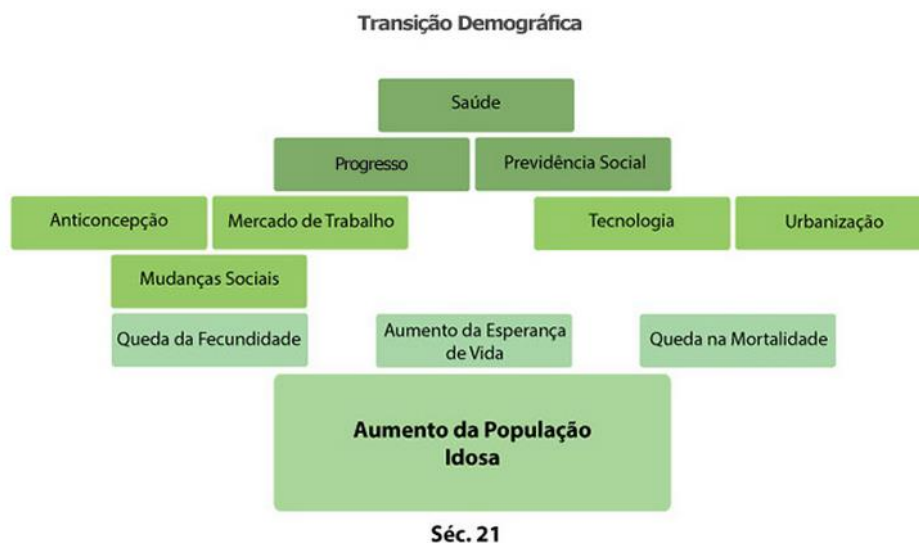 Transição Demográfica
Saúde
Progresso
Previdência Social
Anticoncepção
Mercado de Trabalho
Tecnologia
Urbanização
Mudanças Sociais
Queda da Fecundidade
Aumento da Esperança
de Vida
Queda na Mortalidade
Aumento da População
Idosa
Séc. 21